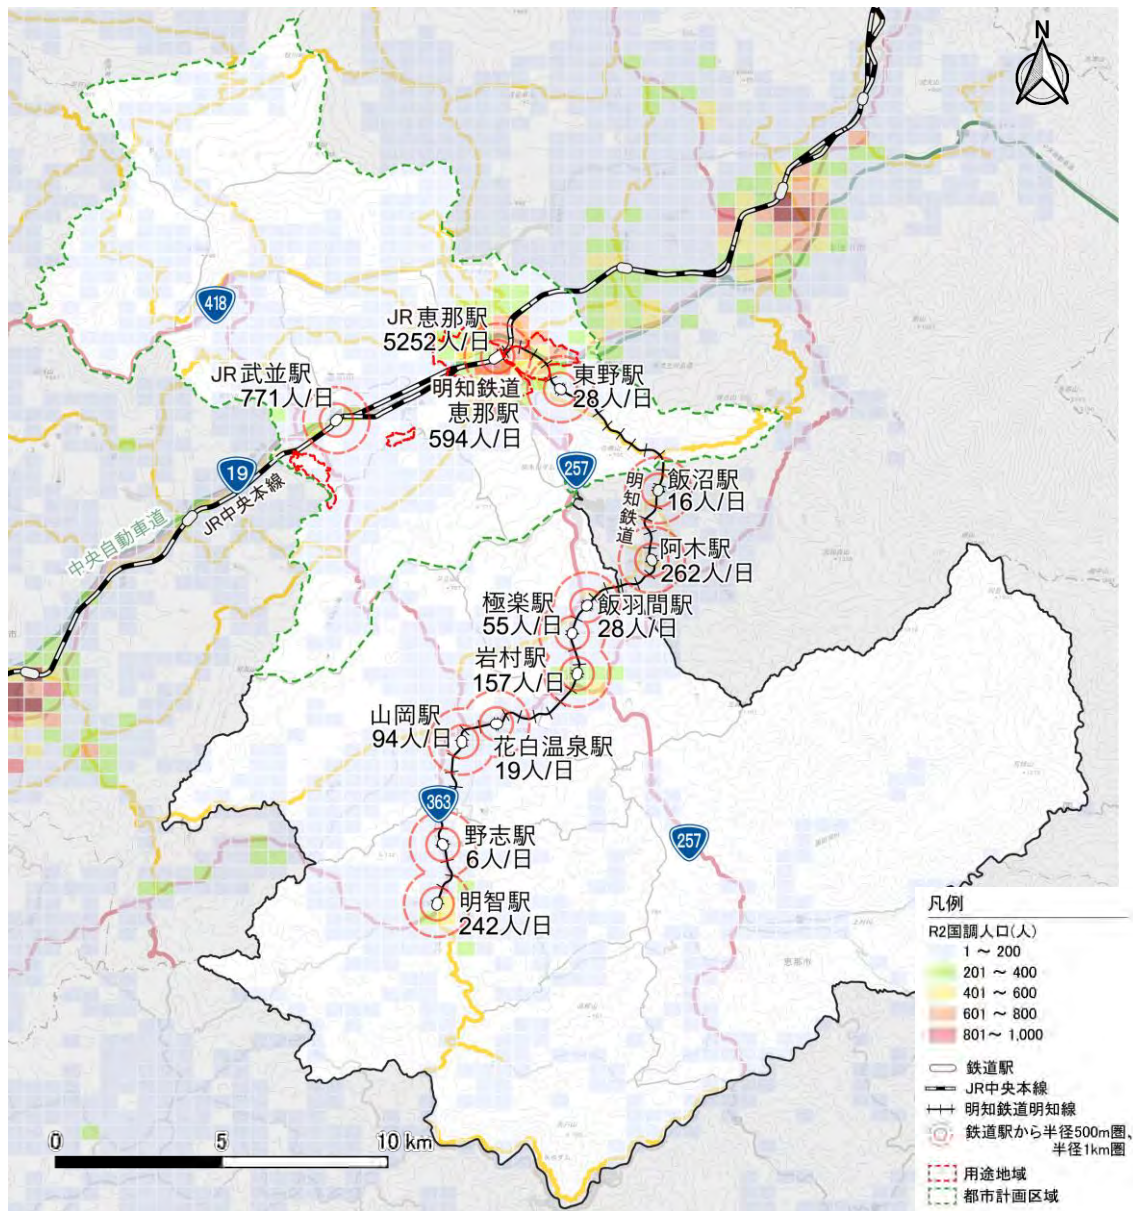 N
418
JR恵那駅
5252人/日
JR武並駅
771人/日
明知鉄道
恵那駅
594人/日
東野駅
28人/日
19
JR中央本線
中央自動車道
257
明知鉄道
飯沼駅
16人/日
阿木駅
262人/日
極楽駅
55人/日
飯羽間駅
28人/日
岩村駅
157人/日
山岡駅
94人/日
花白温泉駅
19人/日
363
野志駅
6人/日
257
明智駅
242人/日
恵那市
0 5 10 km
凡例
R2国調人口(人)
1 ～ 200
201 ～ 400
401 ～ 600
601 ～ 800
801～ 1,000
鉄道駅
JR中央本線
明知鉄道明知線
鉄道駅から半径500m圏、
半径1km圏
用途地域
都市計画区域